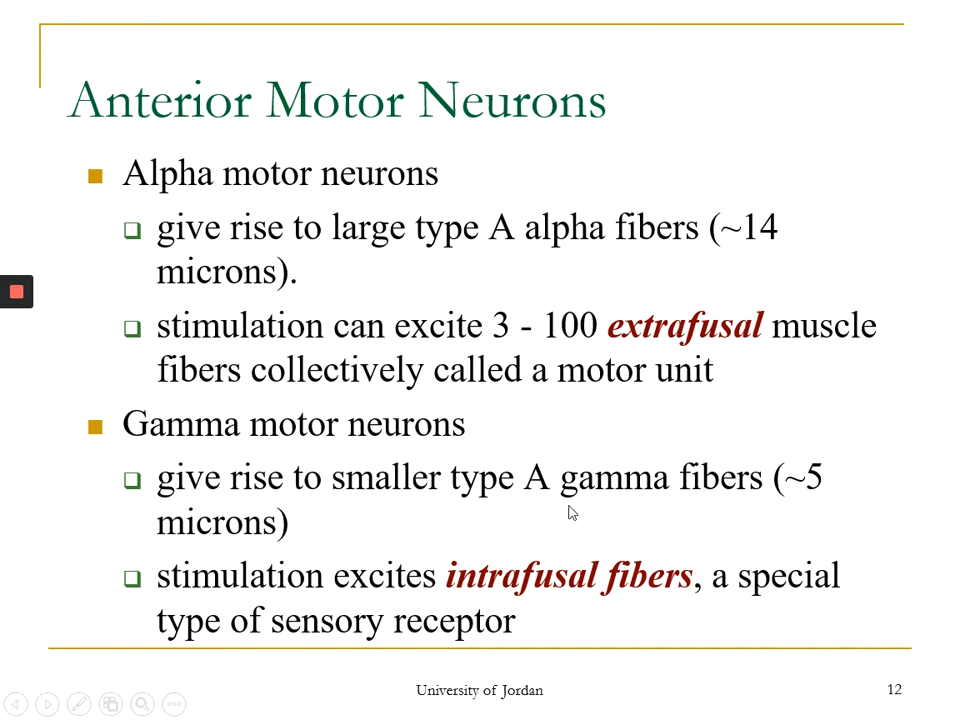 Anterior Motor Neurons
Alpha motor neurons
give rise to large type A alpha fibers (~14
microns).
stimulation can excite 3 - 100 extrafusal muscle
fibers collectively called a motor unit
Gamma motor neurons
give rise to smaller type A gamma fibers (~5
microns)
stimulation excites intrafusal fibers, a special
type of sensory receptor
University of Jordan
12